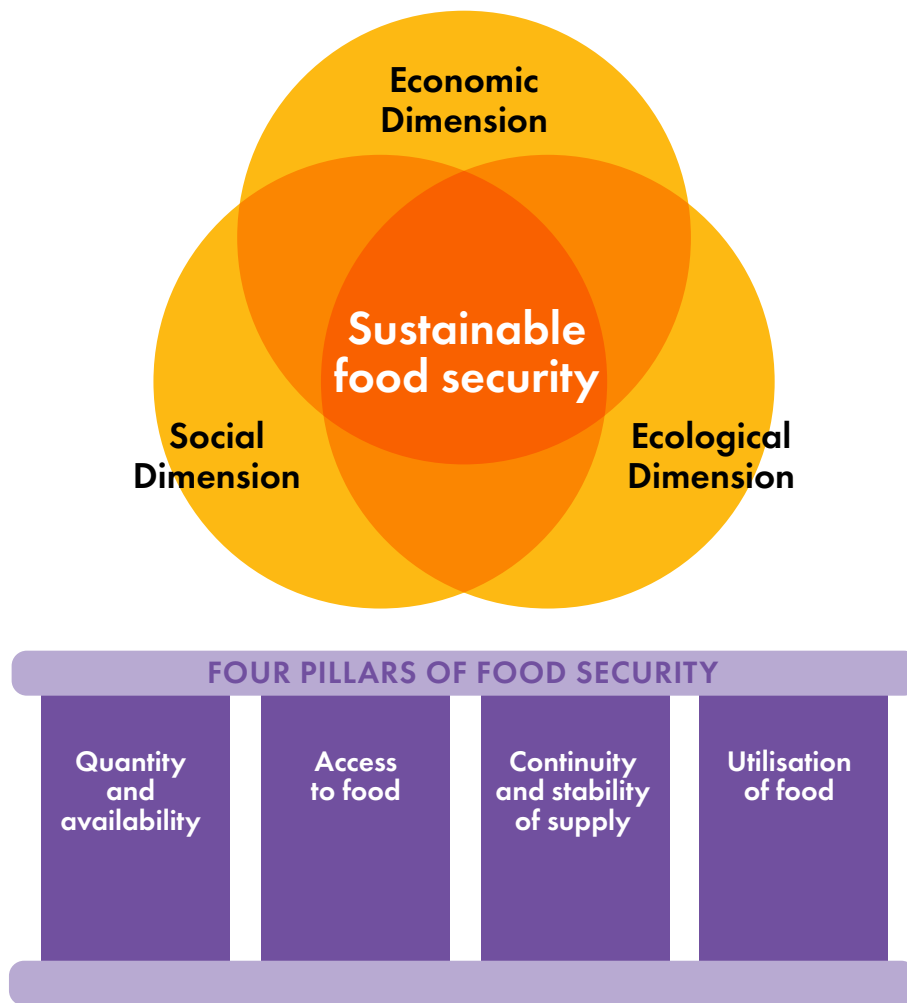 Economic
Dimension
Sustainable
food security
Social
Dimension
Ecological
Dimension
FOUR PILLARS OF FOOD SECURITY
Quantity
and
availability
Access
to food
Continuity
and stability
of supply
Utilisation
of food